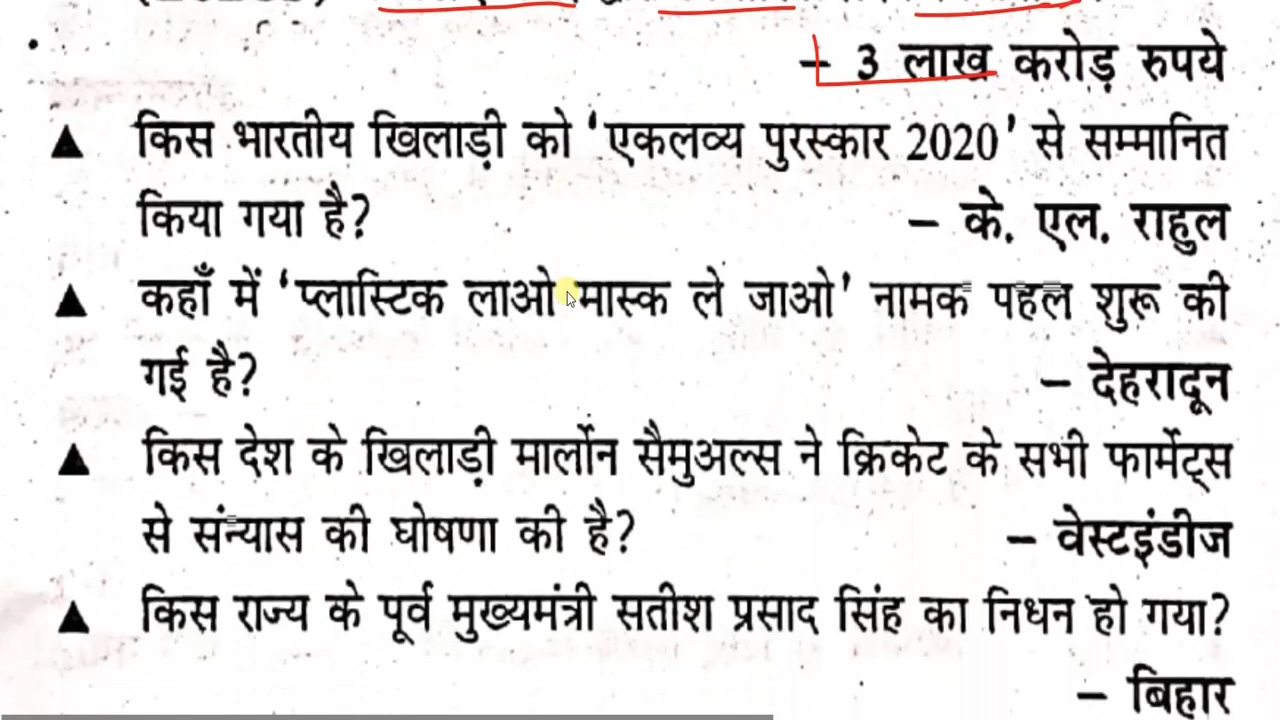 – 3 लाख करोड़ रुपये
▲ किस भारतीय खिलाड़ी को ‘एकलव्य पुरस्कार 2020’ से सम्मानित
किया गया है? – के. एल. राहुल
▲ कहाँ में ‘प्लास्टिक लाओ मास्क ले जाओ’ नामक पहल शुरू की
गई है? – देहरादून
▲ किस देश के खिलाड़ी मार्लोन सैमुअल्स ने क्रिकेट के सभी फार्मेट्स
से संन्यास की घोषणा की है? – वेस्टइंडीज
▲ किस राज्य के पूर्व मुख्यमंत्री सतीश प्रसाद सिंह का निधन हो गया?
– बिहार